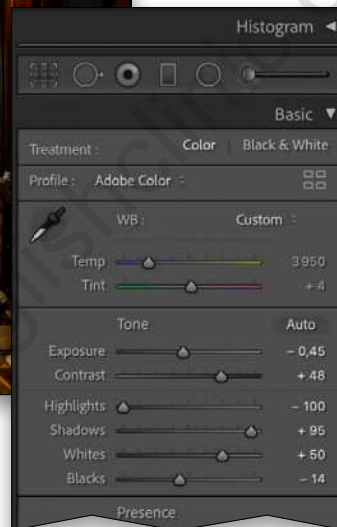 Histogram
Basic
Treatment : Color Black & White
Profile : Adobe Color
WB : Custom
Temp 3950
Tint + 4
Tone Auto
Exposure – 0,45
Contrast + 48
Highlights – 100
Shadows + 95
Whites + 50
Blacks – 14
Presence